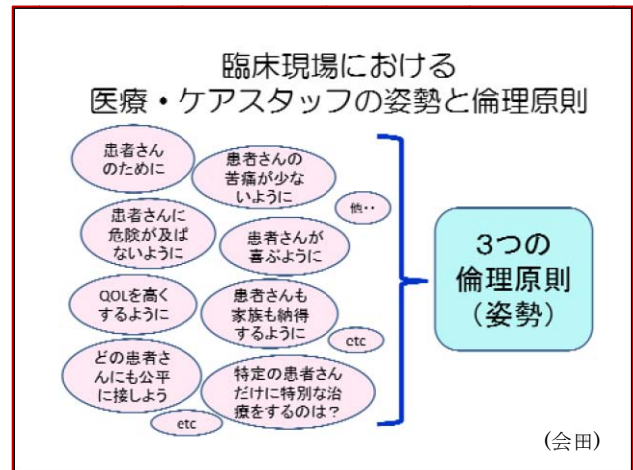 臨床現場における
医療・ケアスタッフの姿勢と倫理原則
患者さん
のために
患者さんの
苦痛が少な
いように
他・・
患者さんに
危険が及ば
ないように
患者さんが
喜ぶように
QOLを高く
するように
患者さんも
家族も納得
するように
etc
どの患者さ
んにも公平
に接しよう
特定の患者さん
だけに特別な治
療をするのは？
etc
3つの
倫理原則
（姿勢）
(会田)